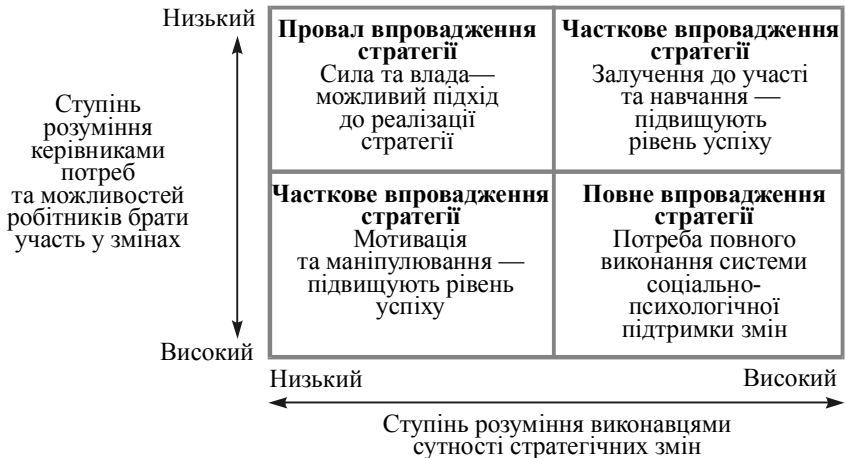 Низький
Ступінь
розуміння
керівниками
потреб
та можливостей
робітників брати
участь у змінах
Високий
Провал впровадження
стратегії
Сила та влада—
можливий підхід
до реалізації
стратегії
Часткове впровадження
стратегії
Залучення до участі
та навчання —
підвищують
рівень успіху
Часткове впровадження
стратегії
Мотивація
та маніпулювання —
підвищують рівень
успіху
Повне впровадження
стратегії
Потреба повного
виконання системи
соціально-
психологічної
підтримки змін
Низький
Високий
Ступінь розуміння виконавцями
сутності стратегічних змін